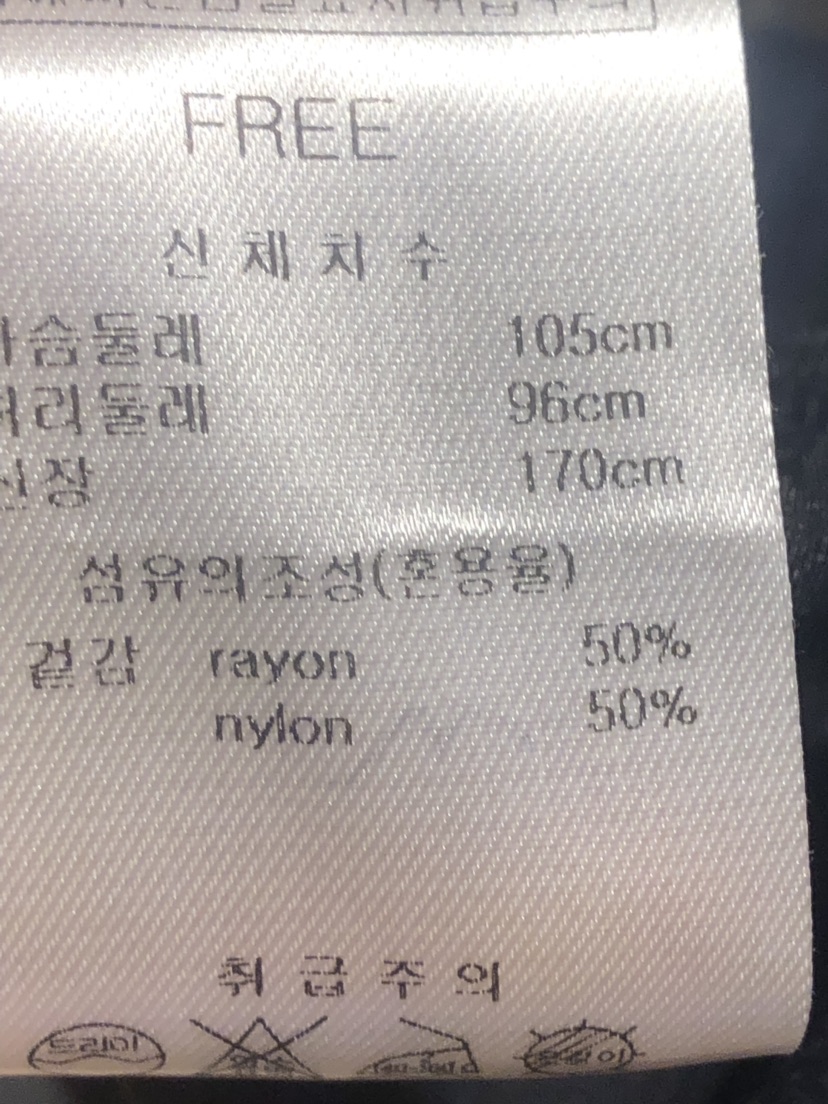 FREE
신체치수
가슴둘레 105cm
허리둘레 96cm
신장 170cm
섬유의조성(혼용율)
겉감 rayon 50%
nylon 50%
취급주의
드라이